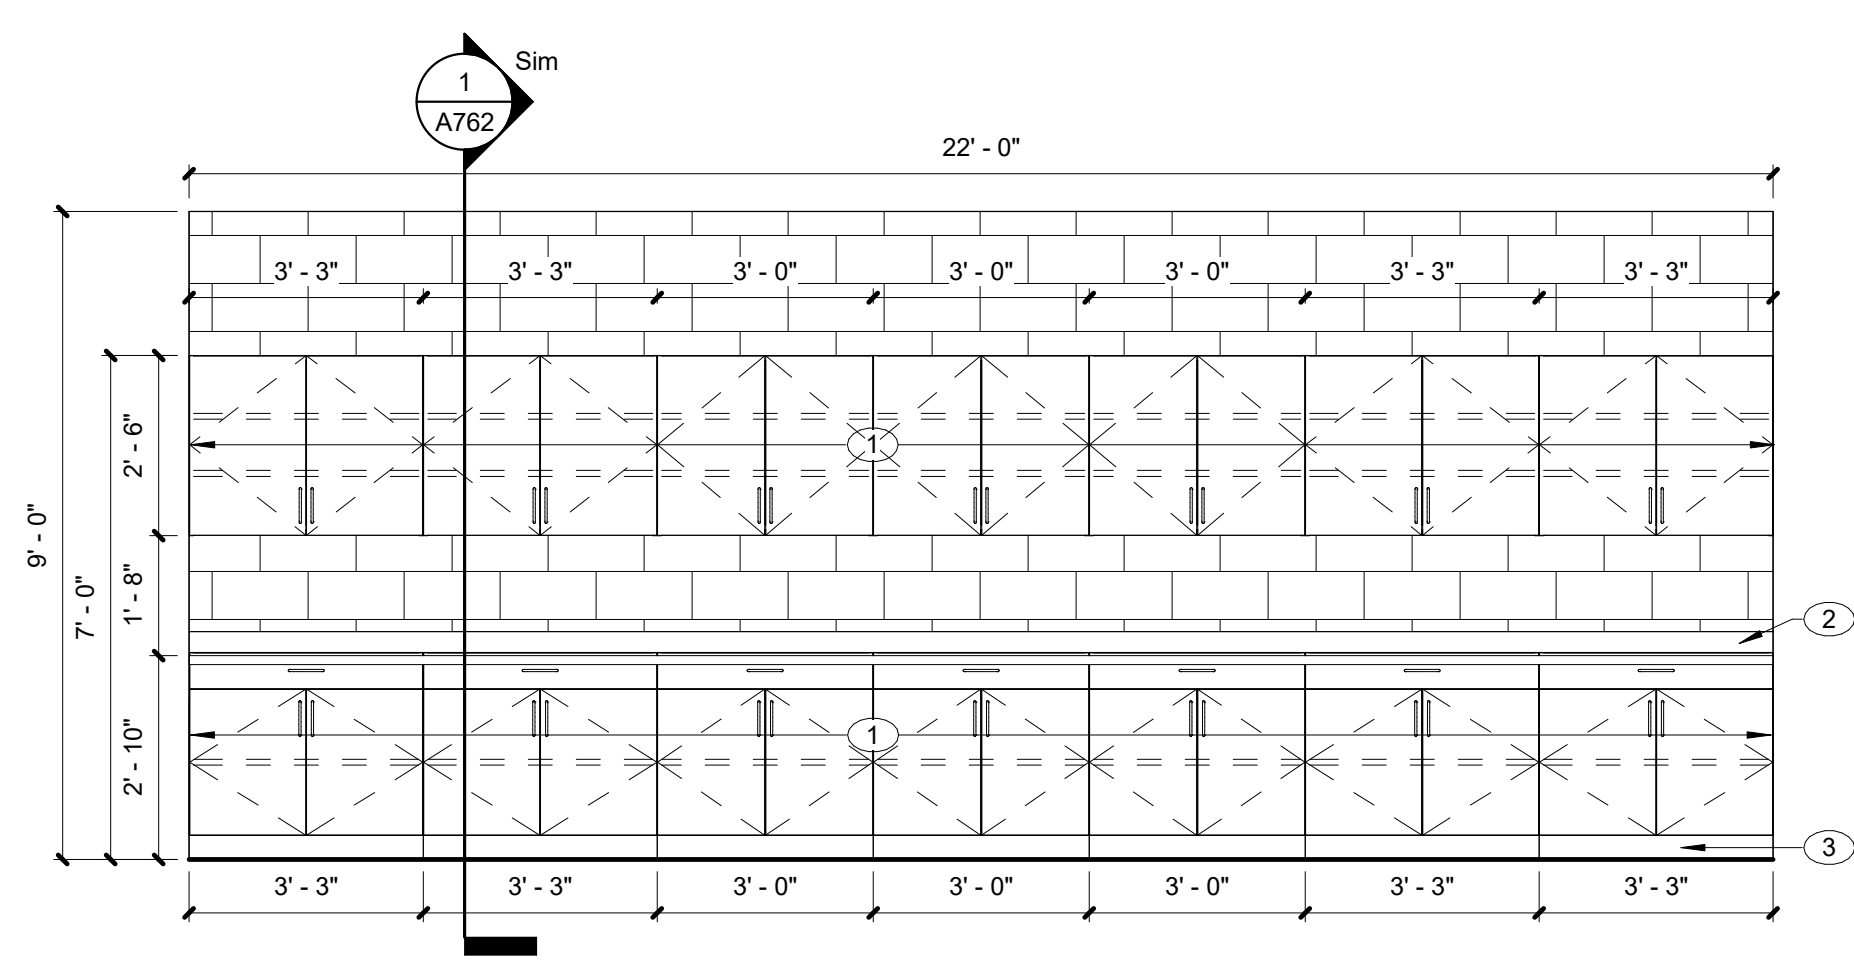 1
Sim
A762
22' - 0"
3' - 3"
3' - 3"
3' - 0"
3' - 0"
3' - 0"
3' - 3"
3' - 3"
9' - 0"
7' - 0"
2' - 6"
1' - 8"
2' - 10"
1
2
1
3
3' - 3"
3' - 3"
3' - 0"
3' - 0"
3' - 0"
3' - 3"
3' - 3"